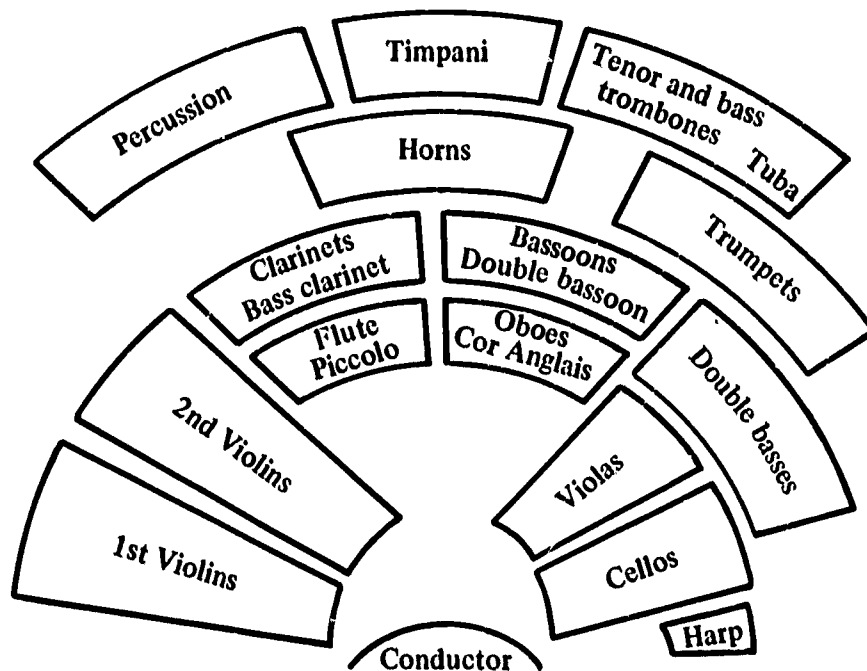 Timpani
Percussion
Tenor and bass
trombones
Tuba
Horns
Trumpets
Clarinets
Bass clarinet
Bassoons
Double bassoon
Flute
Piccolo
Oboes
Cor Anglais
Double basses
2nd Violins
Violas
1st Violins
Cellos
Harp
Conductor